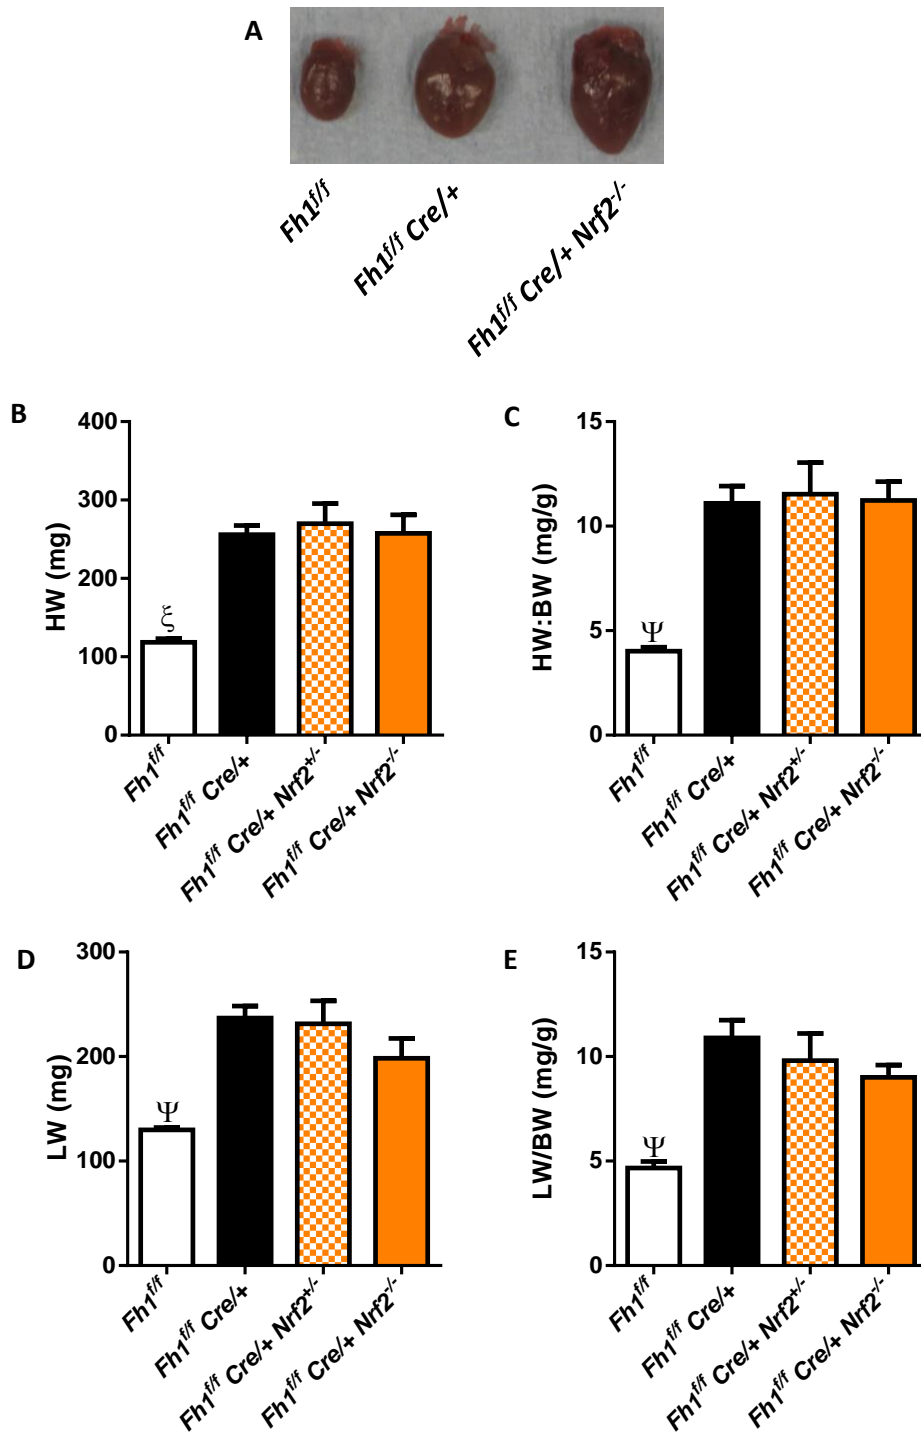 A
Fh1f/f
Fh1f/f Cre/+
Fh1f/f Cre/+ Nrf2-/-
B
400
300
200
100
0
HW (mg)
ξ
Fh1f/f
Fh1f/f Cre/+
Fh1f/f Cre/+ Nrf2+/-
Fh1f/f Cre/+ Nrf2-/-
C
15
10
5
0
HW:BW (mg/g)
Ψ
Fh1f/f
Fh1f/f Cre/+
Fh1f/f Cre/+ Nrf2+/-
Fh1f/f Cre/+ Nrf2-/-
D
300
200
100
0
LW (mg)
Ψ
Fh1f/f
Fh1f/f Cre/+
Fh1f/f Cre/+ Nrf2+/-
Fh1f/f Cre/+ Nrf2-/-
E
15
10
5
0
LW/BW (mg/g)
Ψ
Fh1f/f
Fh1f/f Cre/+
Fh1f/f Cre/+ Nrf2+/-
Fh1f/f Cre/+ Nrf2-/-